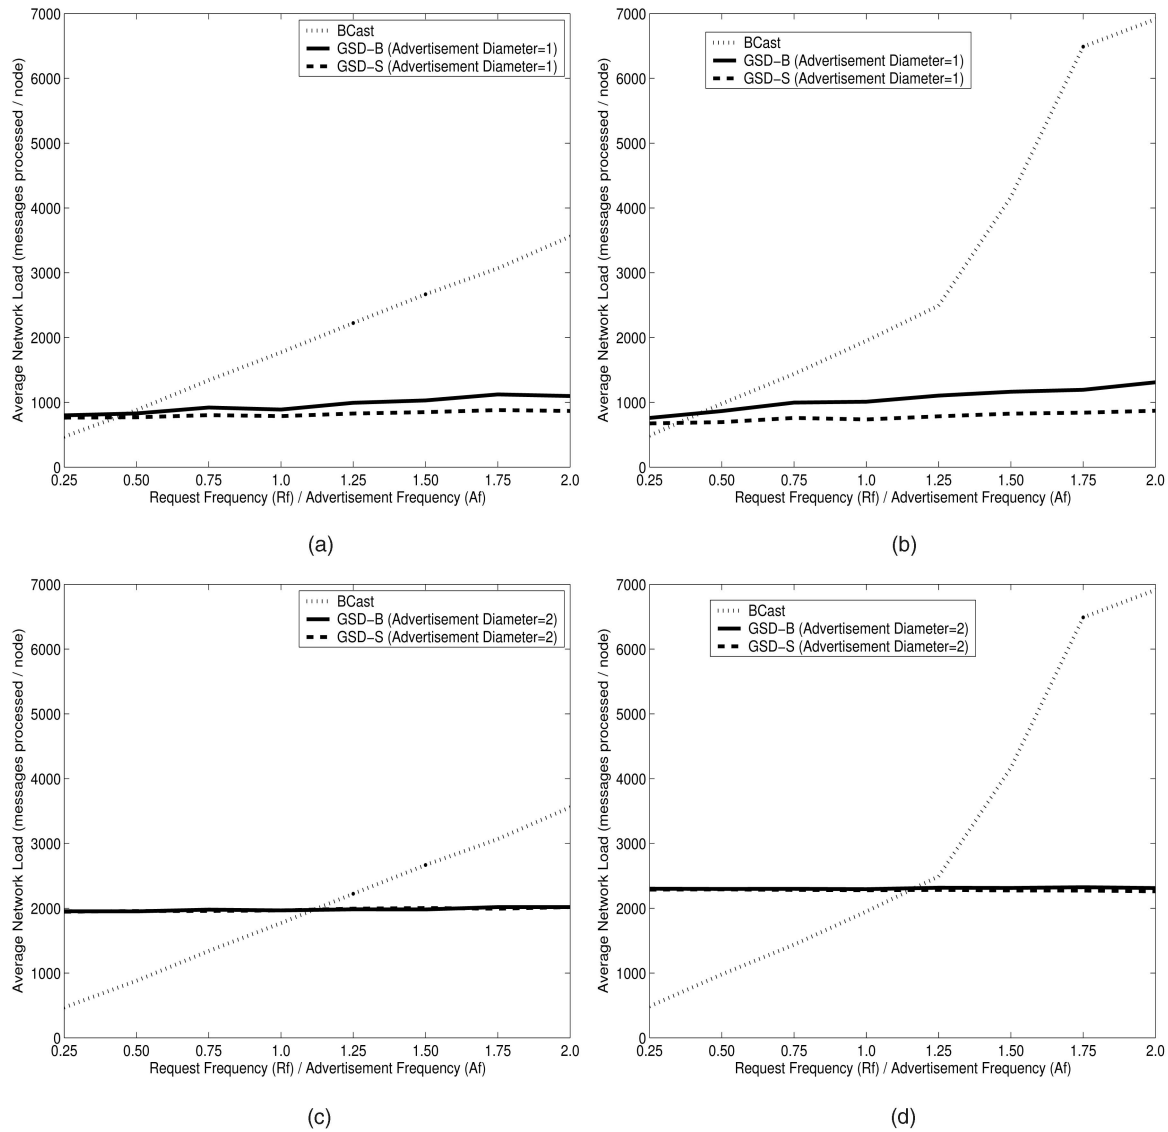 7000
6000
5000
4000
3000
2000
1000
0
Average Network Load (messages processed / node)
BCast
GSD-B (Advertisement Diameter=1)
GSD-S (Advertisement Diameter=1)
0.25 0.50 0.75 1.0 1.25 1.50 1.75 2.0
Request Frequency (Rf) / Advertisement Frequency (Af)
(a)
7000
6000
5000
4000
3000
2000
1000
0
Average Network Load (messages processed / node)
BCast
GSD-B (Advertisement Diameter=1)
GSD-S (Advertisement Diameter=1)
0.25 0.50 0.75 1.0 1.25 1.50 1.75 2.0
Request Frequency (Rf) / Advertisement Frequency (Af)
(b)
7000
6000
5000
4000
3000
2000
1000
0
Average Network Load (messages processed / node)
BCast
GSD-B (Advertisement Diameter=2)
GSD-S (Advertisement Diameter=2)
0.25 0.50 0.75 1.0 1.25 1.50 1.75 2.0
Request Frequency (Rf) / Advertisement Frequency (Af)
(c)
7000
6000
5000
4000
3000
2000
1000
0
Average Network Load (messages processed / node)
BCast
GSD-B (Advertisement Diameter=2)
GSD-S (Advertisement Diameter=2)
0.25 0.50 0.75 1.0 1.25 1.50 1.75 2.0
Request Frequency (Rf) / Advertisement Frequency (Af)
(d)